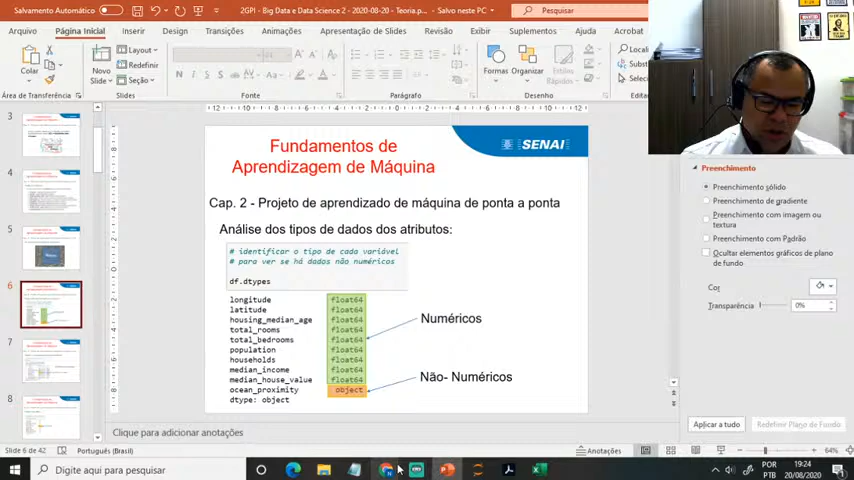 Salvamento Automático
2GPI - Big Data e Data Science 2 - 2020-08-20 - Teoria.p... - Salvo neste PC
Pesquisar
Arquivo
Página Inicial
Inserir
Design
Transições
Animações
Apresentação de Slides
Revisão
Exibir
Suplementos
Ajuda
Acrobat
Colar
Novo Slide
Layout
Redefinir
Seção
Formas
Organizar
Estilos Rápidos
Área de Transferência
Slides
Fonte
Parágrafo
Desenho
3
4
5
6
7
8
Fundamentos de
Aprendizagem de Máquina
SENAI
Cap. 2 - Projeto de aprendizado de máquina de ponta a ponta
Análise dos tipos de dados dos atributos:
# identificar o tipo de cada variável
# para ver se há dados não numéricos
df.dtypes
longitude float64
latitude float64
housing_median_age float64
total_rooms float64
total_bedrooms float64
population float64
households float64
median_income float64
median_house_value float64
ocean_proximity object
dtype: object
Numéricos
Não- Numéricos
Preenchimento
Preenchimento sólido
Preenchimento de gradiente
Preenchimento com imagem ou
textura
Preenchimento com Padrão
Ocultar elementos gráficos de plano
de fundo
Cor
Transparência
0%
Aplicar a tudo
Redefinir Plano de Fundo
Clique para adicionar anotações
Slide 6 de 42
Português (Brasil)
Anotações
64%
Digite aqui para pesquisar
POR
PTB
19:24
20/08/2020